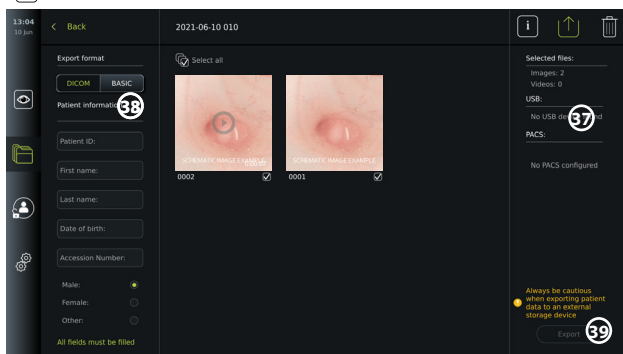 13:04
10 Jun
Back
2021-06-10 010
i
Export format
DICOM BASIC
Patient information
38
Patient ID:
First name:
Last name:
Date of birth:
Accession Number:
Male:
Female:
Other:
All fields must be filled
Select all
SCHEMATIC IMAGE EXAMPLE
0002
SCHEMATIC IMAGE EXAMPLE
0001
Selected files:
Images: 2
Videos: 0
USB:
No USB
37
PACS:
No PACS configured
Always be cautious
when exporting patient
data to an external
storage device
Export
39